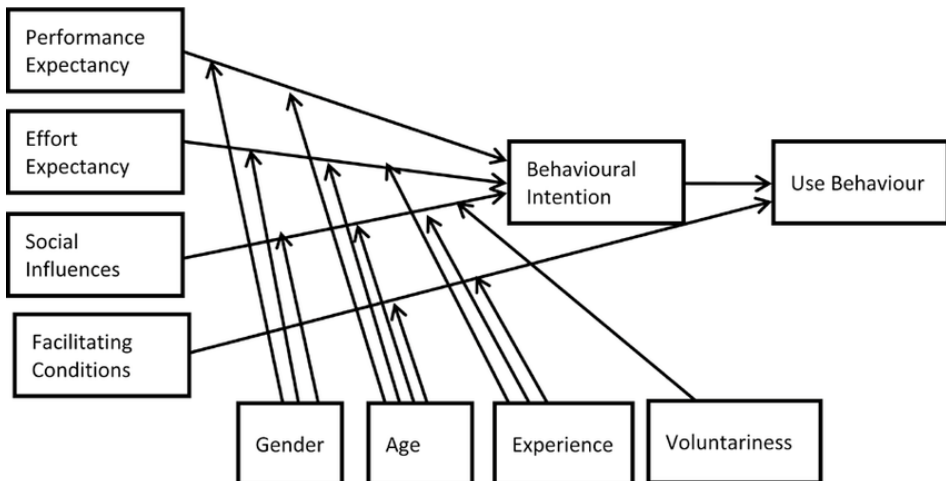 Performance
Expectancy
Effort
Expectancy
Social
Influences
Facilitating
Conditions
Behavioural
Intention
Use Behaviour
Gender
Age
Experience
Voluntariness